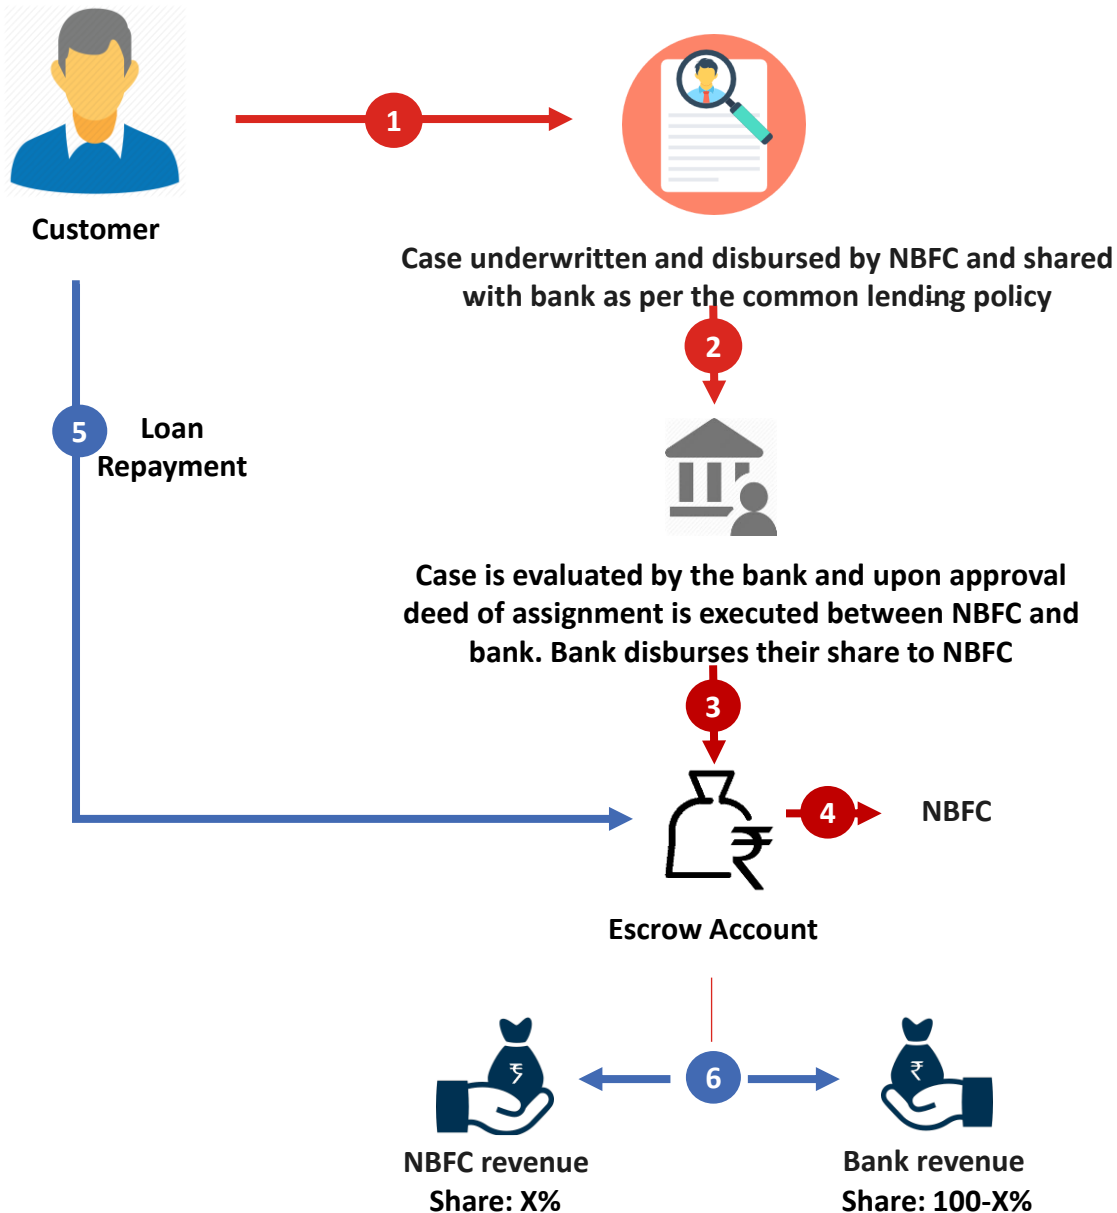 1
Customer
Case underwritten and disbursed by NBFC and shared
with bank as per the common lending policy
2
5
Loan
Repayment
Case is evaluated by the bank and upon approval
deed of assignment is executed between NBFC and
bank. Bank disburses their share to NBFC
3
₹
4
NBFC
Escrow Account
6
₹
₹
NBFC revenue
Share: X%
Bank revenue
Share: 100-X%